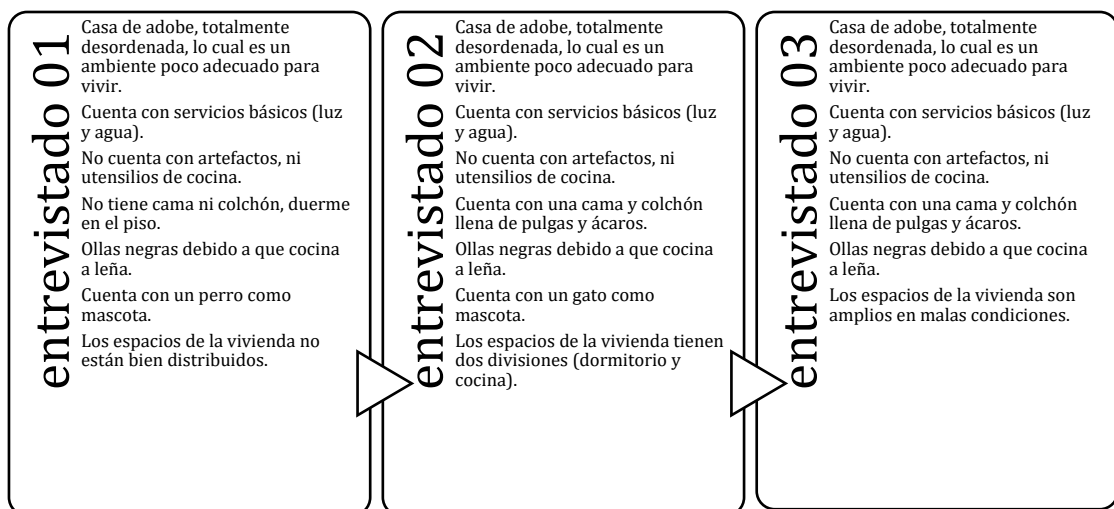 entrevistado 01
Casa de adobe, totalmente
desordenada, lo cual es un
ambiente poco adecuado para
vivir.
Cuenta con servicios básicos (luz
y agua).
No cuenta con artefactos, ni
utensilios de cocina.
No tiene cama ni colchón, duerme
en el piso.
Ollas negras debido a que cocina
a leña.
Cuenta con un perro como
mascota.
Los espacios de la vivienda no
están bien distribuidos.
entrevistado 02
Casa de adobe, totalmente
desordenada, lo cual es un
ambiente poco adecuado para
vivir.
Cuenta con servicios básicos (luz
y agua).
No cuenta con artefactos, ni
utensilios de cocina.
Cuenta con una cama y colchón
llena de pulgas y ácaros.
Ollas negras debido a que cocina
a leña.
Cuenta con un gato como
mascota.
Los espacios de la vivienda tienen
dos divisiones (dormitorio y
cocina).
entrevistado 03
Casa de adobe, totalmente
desordenada, lo cual es un
ambiente poco adecuado para
vivir.
Cuenta con servicios básicos (luz
y agua).
No cuenta con artefactos, ni
utensilios de cocina.
Cuenta con una cama y colchón
llena de pulgas y ácaros.
Ollas negras debido a que cocina
a leña.
Los espacios de la vivienda son
amplios en malas condiciones.